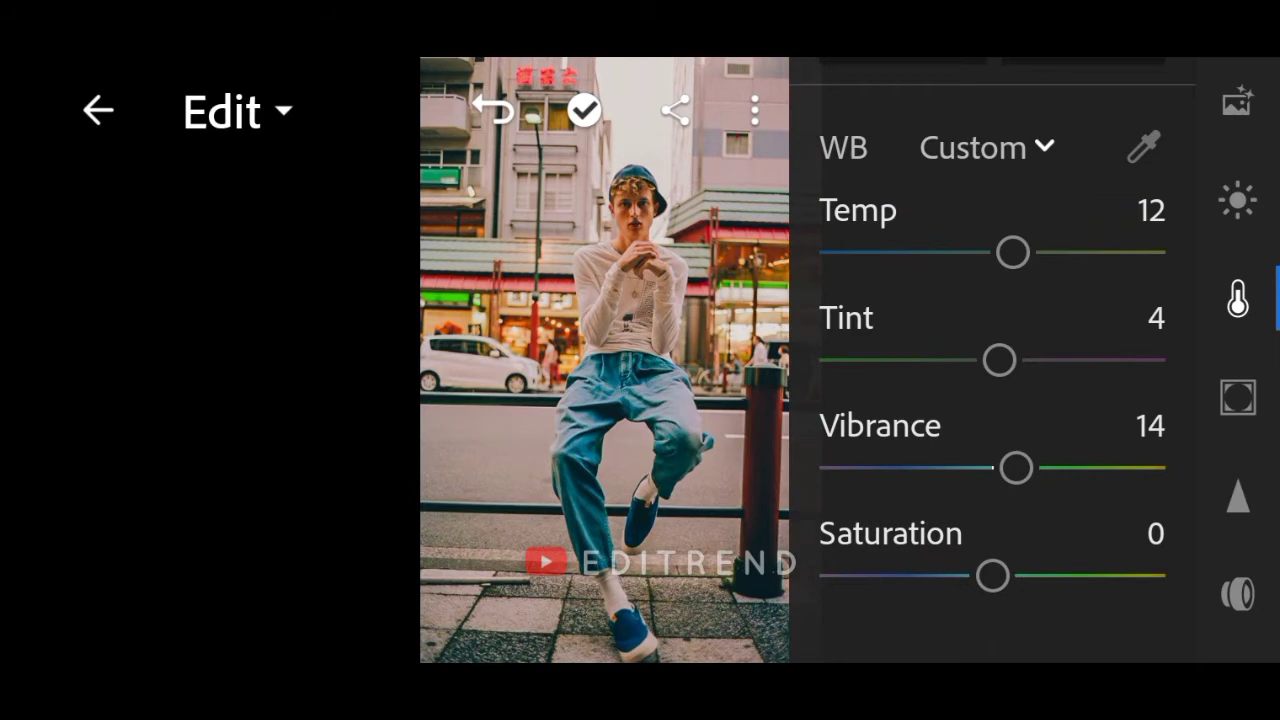 Edit
WB Custom
Temp 12
Tint 4
Vibrance 14
Saturation 0
EDITREND